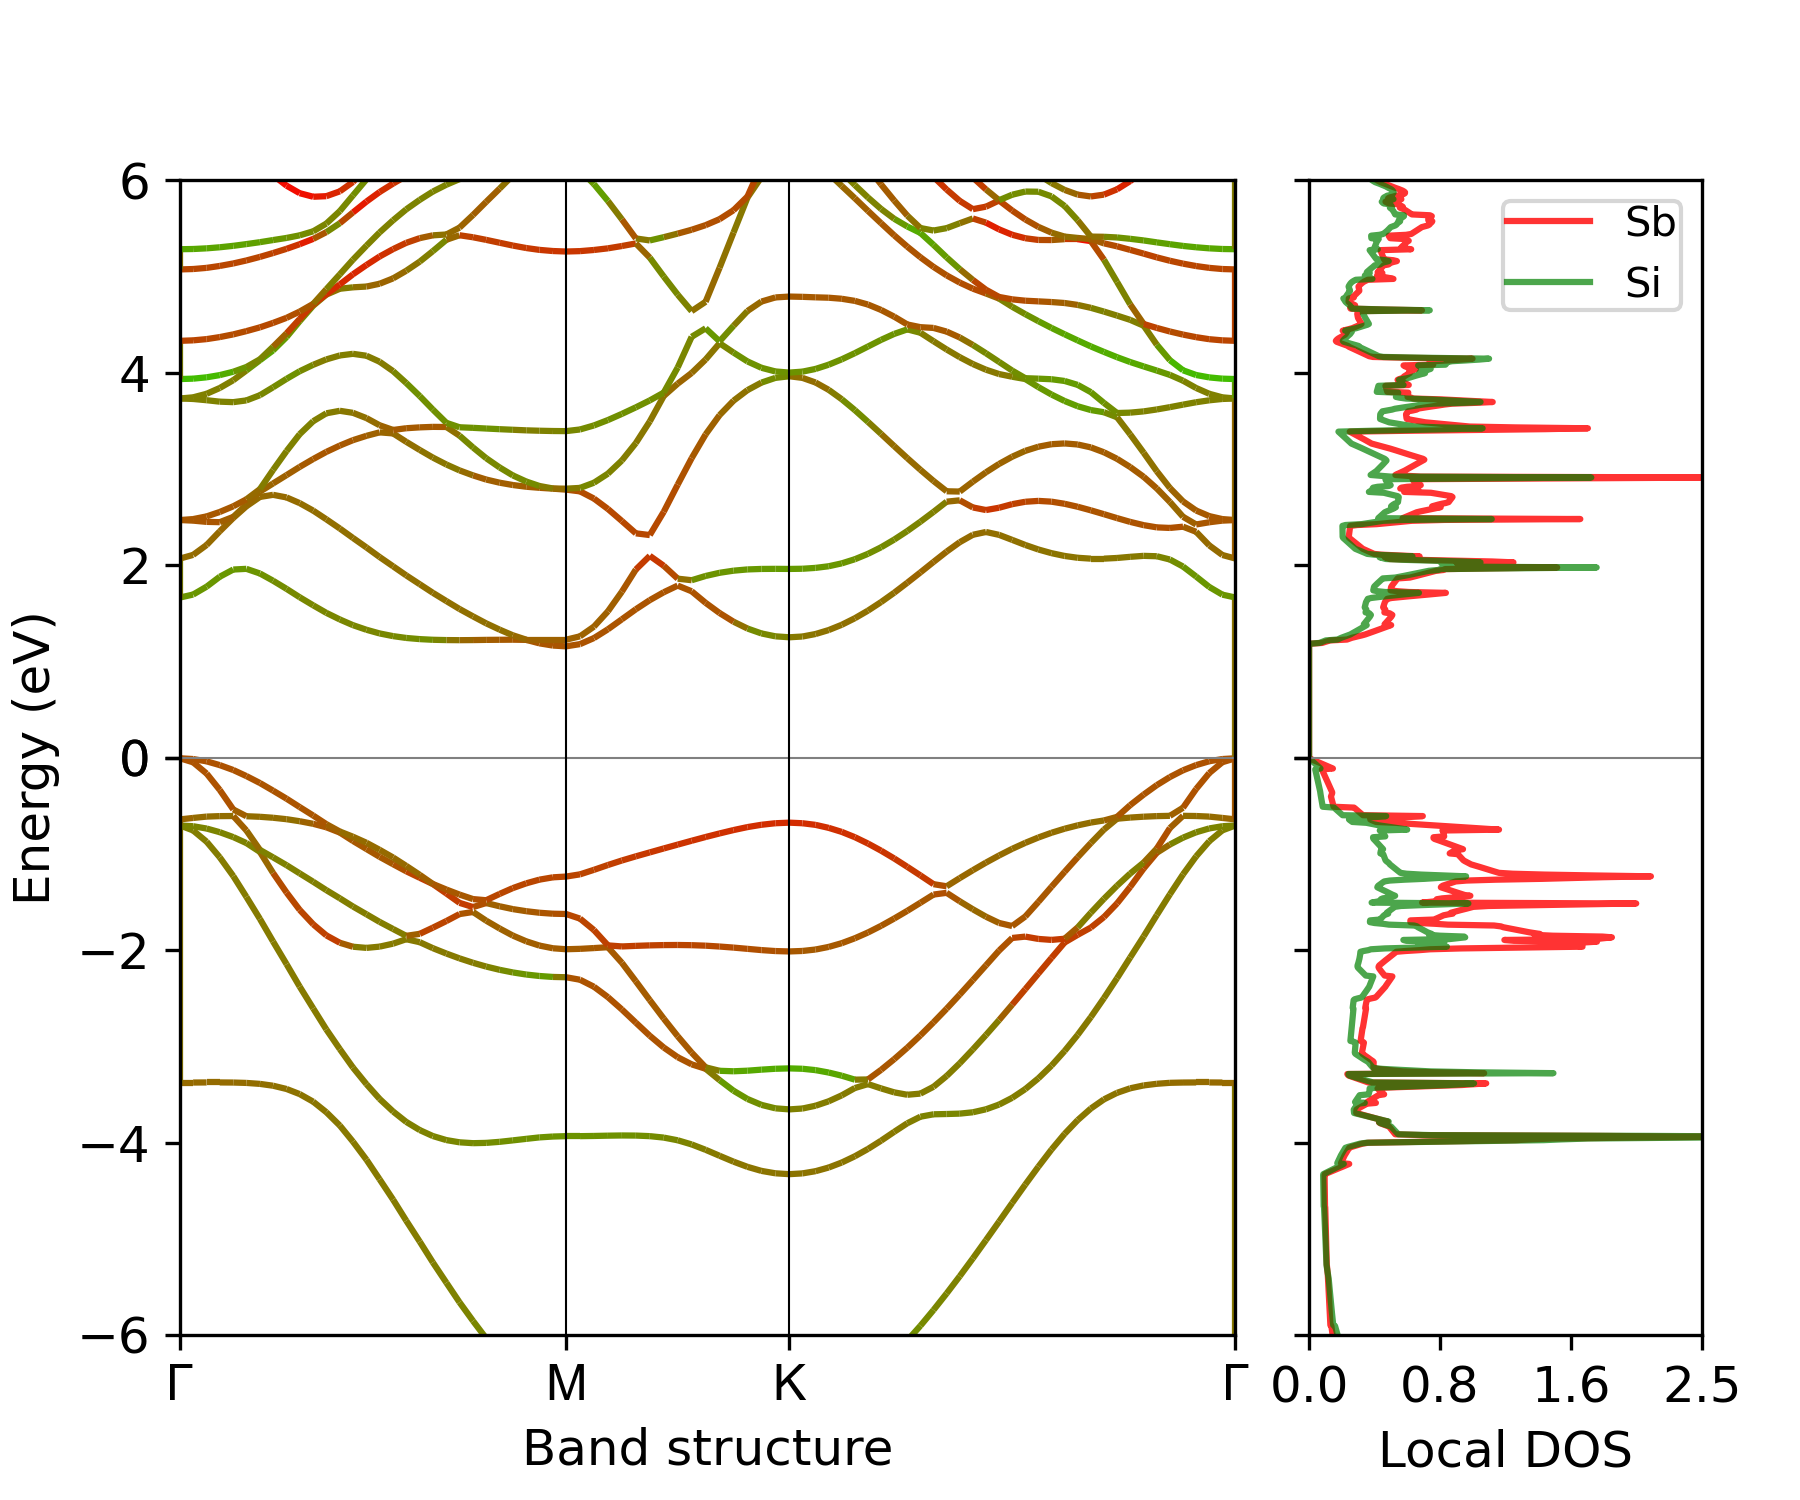 6
4
2
0
−2
−4
−6
Energy (eV)
Γ M K Γ
Band structure
Sb
Si
0.0 0.8 1.6 2.5
Local DOS